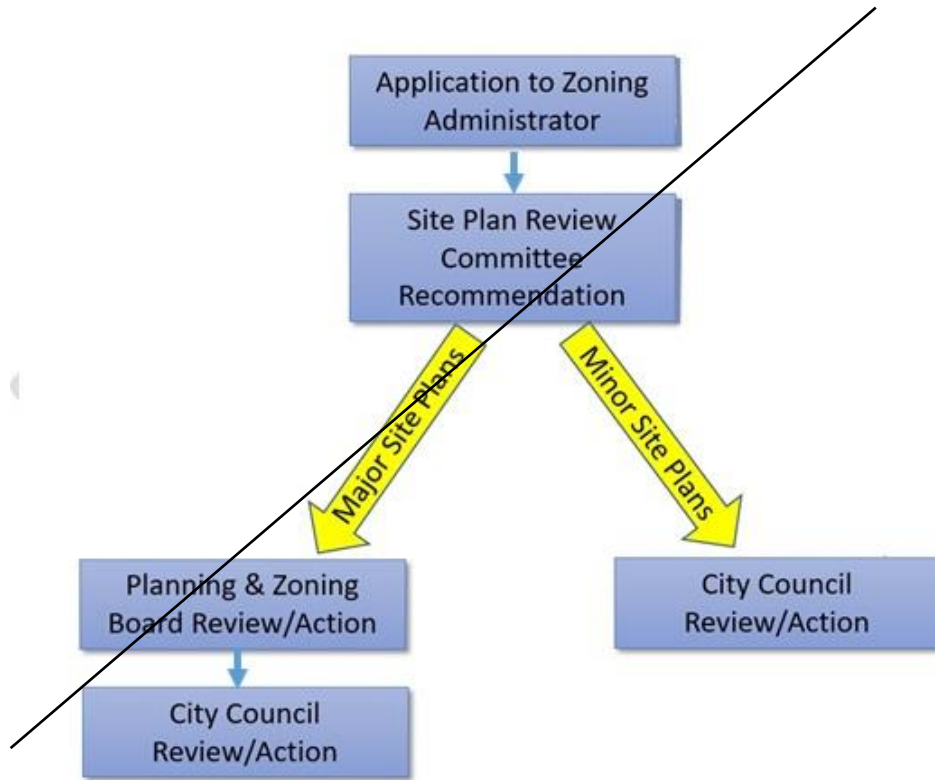 Application to Zoning
Administrator
Site Plan Review
Committee
Recommendation
Major Site Plans
Minor Site Plans
Planning & Zoning
Board Review/Action
City Council
Review/Action
City Council
Review/Action